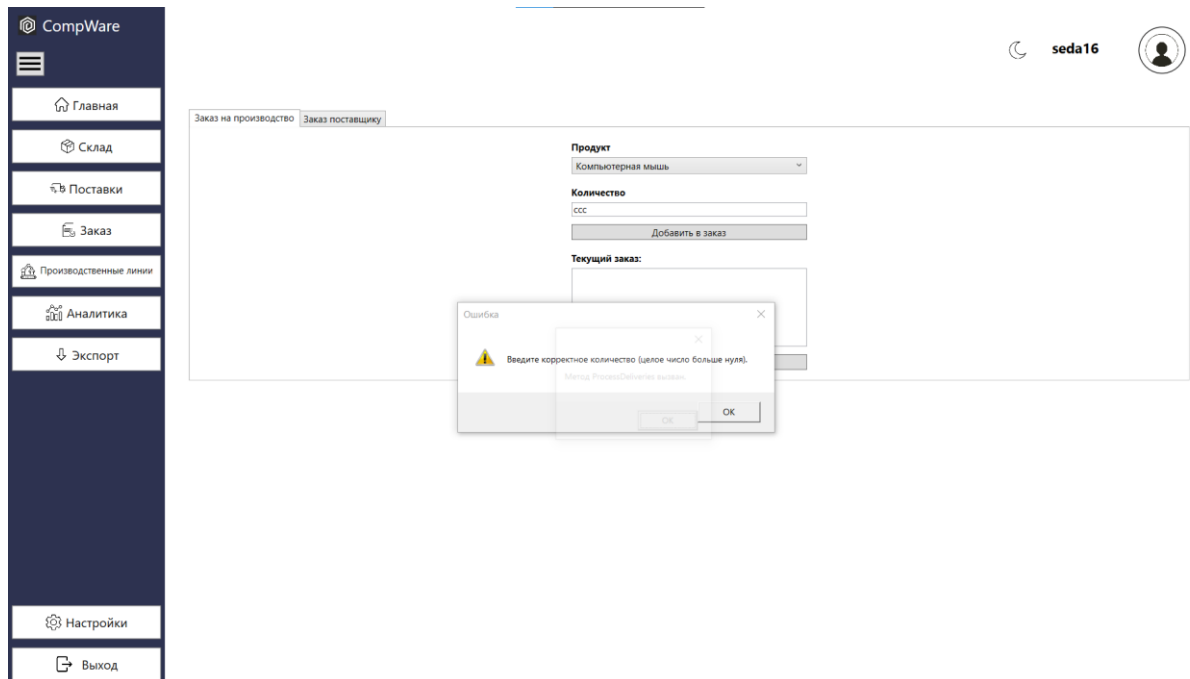 CompWare
seda16
Главная
Склад
Поставки
Заказ
Производственные линии
Аналитика
Экспорт
Настройки
Выход
Заказ на производство
Заказ поставщику
Продукт
Компьютерная мышь
Количество
ссс
Добавить в заказ
Текущий заказ:
Ошибка
Введите корректное количество (целое число больше нуля).
Метод ProcessDeliveries вызван.
OK
OK